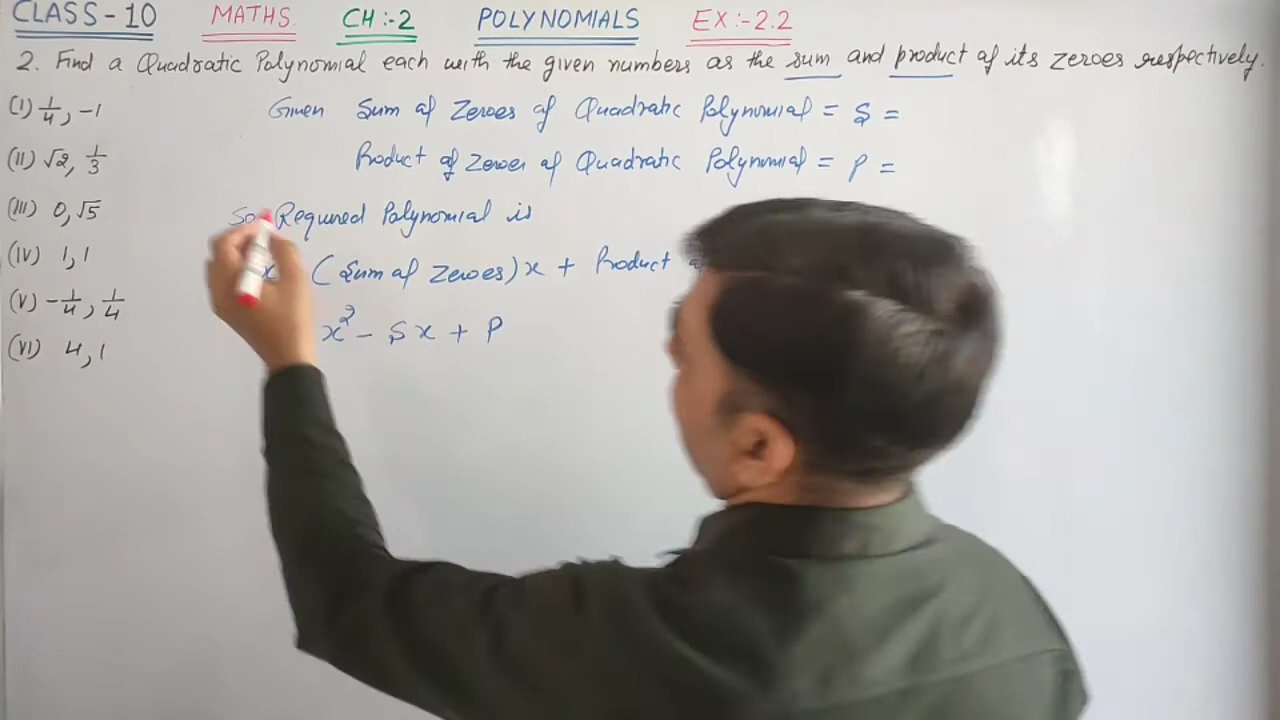 CLASS-10 MATHS. CH:-2 POLYNOMIALS EX:-2.2
2. Find a Quadratic Polynomial each with the given numbers as the sum and product of its zeroes respectively.
(I) 1/4, -1
(II) √2, 1/3
(III) 0, √5
(IV) 1, 1
(V) -1/4, 1/4
(VI) 4, 1
Given Sum of Zeroes of Quadratic Polynomial = S =
Product of Zeroes of Quadratic Polynomial = P =
So Required Polynomial is
x (Sum of zeroes)x + Product
x² - Sx + P